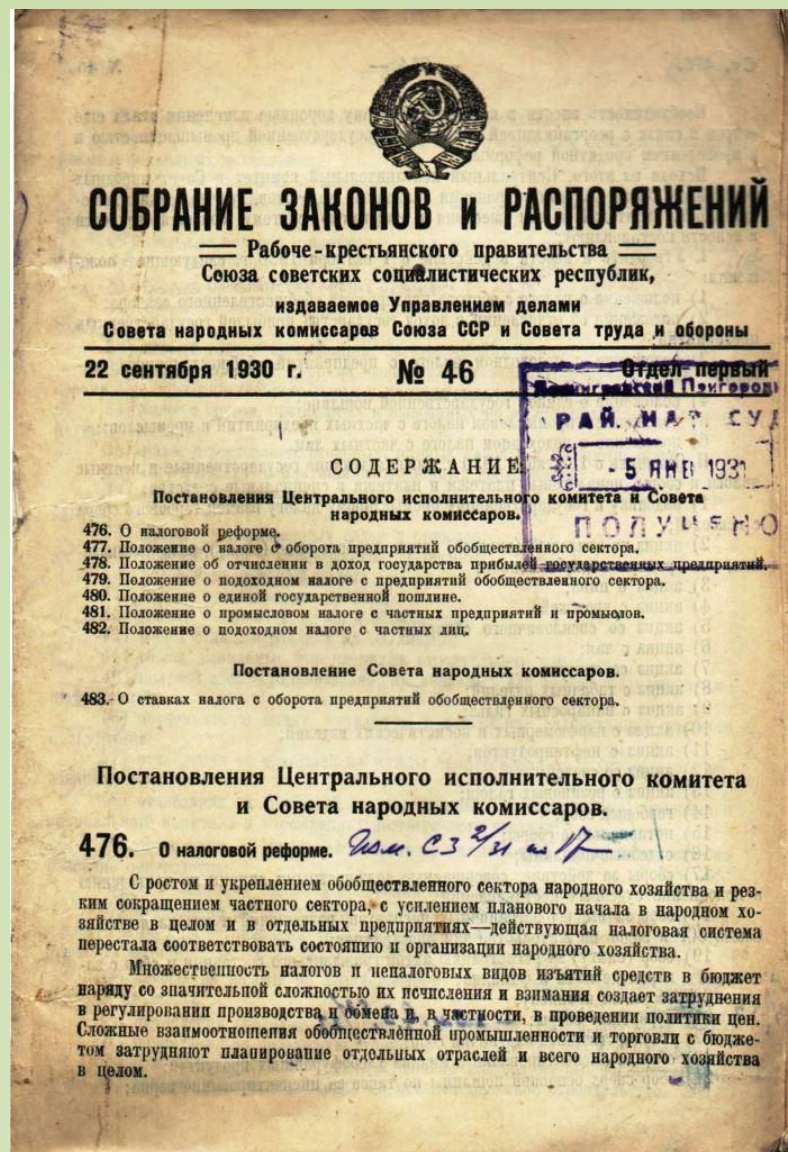 СОБРАНИЕ ЗАКОНОВ и РАСПОРЯЖЕНИЙ
Рабоче-крестьянского правительства
Союза советских социалистических республик,
издаваемое Управлением делами
Совета народных комиссаров Союза ССР и Совета труда и обороны
22 сентября 1930 г. № 46 Отдел первый
РАЙ. НАР. СУД
- 5 ЯНВ 1931
ПОЛУЧЕНО
СОДЕРЖАНИЕ
Постановления Центрального исполнительного комитета и Совета
народных комиссаров.
476. О налоговой реформе.
477. Положение о налоге с оборота предприятий обобществленного сектора.
478. Положение об отчислении в доход государства прибылей государственных предприятий.
479. Положение о подоходном налоге с предприятий обобществленного сектора.
480. Положение о единой государственной пошлине.
481. Положение о промысловом налоге с частных предприятий и промыслов.
482. Положение о подоходном налоге с частных лиц.
Постановление Совета народных комиссаров.
483. О ставках налога с оборота предприятий обобществленного сектора.
Постановления Центрального исполнительного комитета
и Совета народных комиссаров.
476. О налоговой реформе. Изм. СЗ 2/31
С ростом и укреплением обобществленного сектора народного хозяйства и рез-
ким сокращением частного сектора, с усилением планового начала в народном хо-
зяйстве в целом и в отдельных предприятиях—действующая налоговая система
перестала соответствовать состоянию и организации народного хозяйства.
Множественность налогов и неналоговых видов изъятий средств в бюджет
наряду со значительной сложностью их исчисления и взимания создает затруднения
в регулировании производства и обмена и, в частности, в проведении политики цен.
Сложные взаимоотношения обобществленной промышленности и торговли с бюдже-
том затрудняют планирование отдельных отраслей и всего народного хозяйства
в целом.